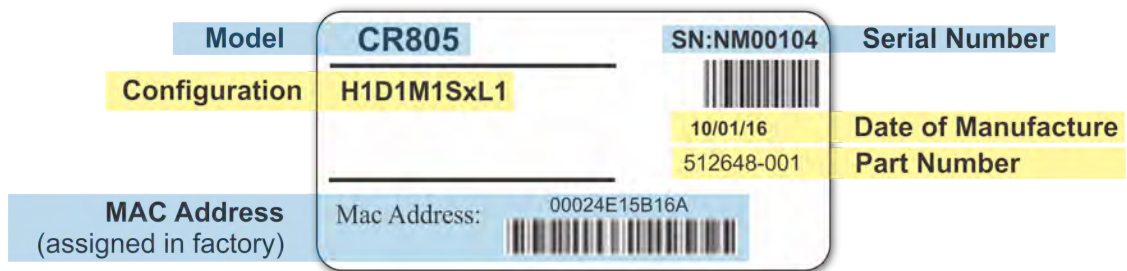 Model CR805 SN:NM00104 Serial Number
Configuration H1D1M1SxL1
10/01/16 Date of Manufacture
512648-001 Part Number
MAC Address Mac Address: 00024E15B16A
(assigned in factory)